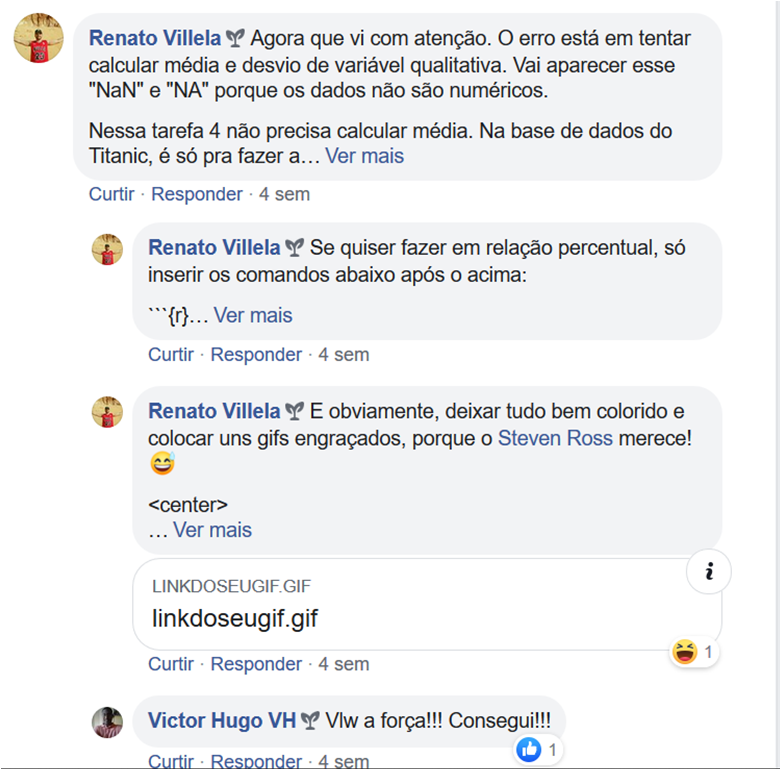 Renato Villela Agora que vi com atenção. O erro está em tentar
calcular média e desvio de variável qualitativa. Vai aparecer esse
"NaN" e "NA" porque os dados não são numéricos.
Nessa tarefa 4 não precisa calcular média. Na base de dados do
Titanic, é só pra fazer a… Ver mais
Curtir · Responder · 4 sem
Renato Villela Se quiser fazer em relação percentual, só
inserir os comandos abaixo após o acima:
```{r}… Ver mais
Curtir · Responder · 4 sem
Renato Villela E obviamente, deixar tudo bem colorido e
colocar uns gifs engraçados, porque o Steven Ross merece!
<center>
… Ver mais
LINKDOSEUGIF.GIF
linkdoseugif.gif
1
Curtir · Responder · 4 sem
Victor Hugo VH Vlw a força!!! Consegui!!!
1
Curtir · Responder · 4 sem